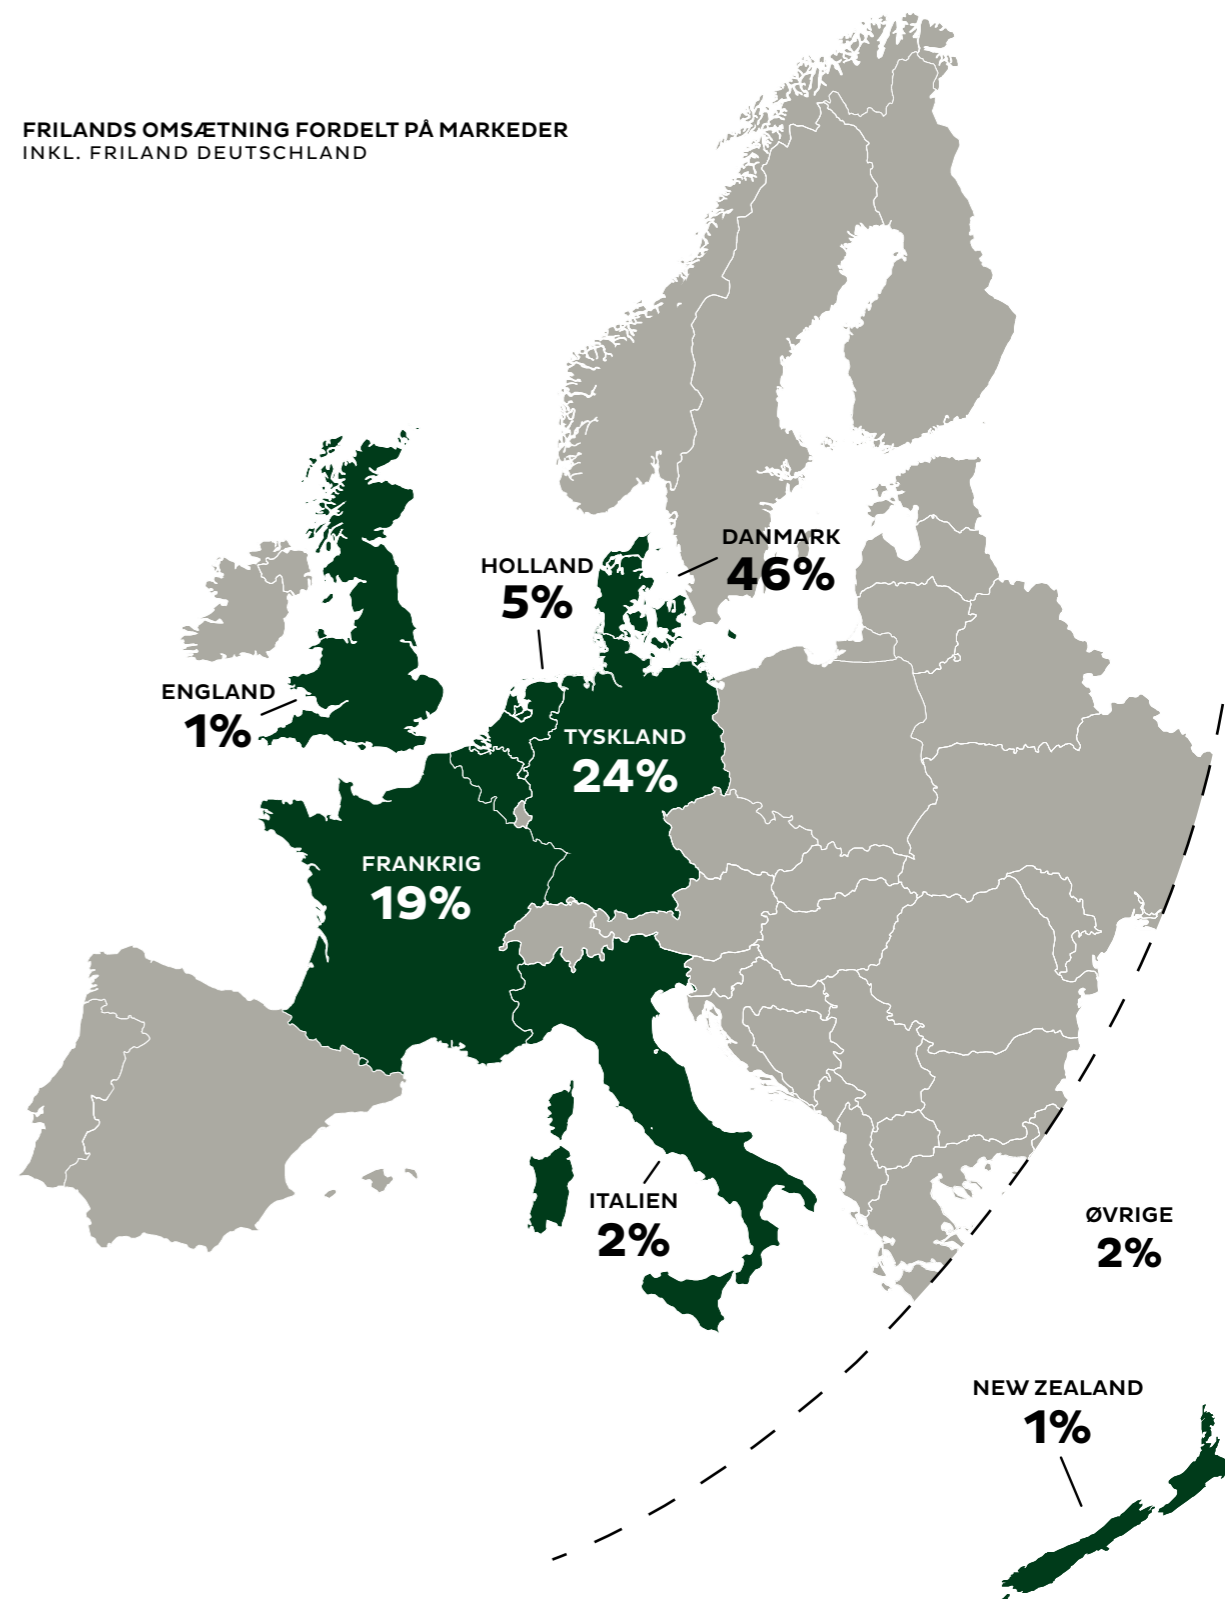 FRILANDS OMSÆTNING FORDELT PÅ MARKEDER
INKL. FRILAND DEUTSCHLAND
DANMARK
46%
HOLLAND
5%
ENGLAND
1%
TYSKLAND
24%
FRANKRIG
19%
ITALIEN
2%
ØVRIGE
2%
NEW ZEALAND
1%